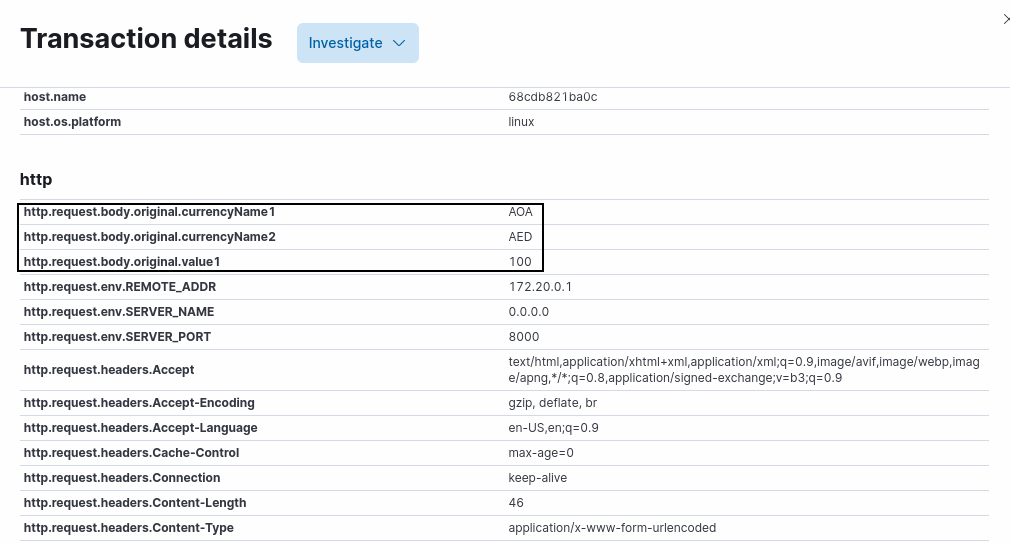 Transaction details
Investigate
host.name 68cdb821ba0c
host.os.platform linux
http
http.request.body.original.currencyName1 AOA
http.request.body.original.currencyName2 AED
http.request.body.original.value1 100
http.request.env.REMOTE_ADDR 172.20.0.1
http.request.env.SERVER_NAME 0.0.0.0
http.request.env.SERVER_PORT 8000
http.request.headers.Accept text/html,application/xhtml+xml,application/xml;q=0.9,image/avif,image/webp,imag
e/apng,*/*;q=0.8,application/signed-exchange;v=b3;q=0.9
http.request.headers.Accept-Encoding gzip, deflate, br
http.request.headers.Accept-Language en-US,en;q=0.9
http.request.headers.Cache-Control max-age=0
http.request.headers.Connection keep-alive
http.request.headers.Content-Length 46
http.request.headers.Content-Type application/x-www-form-urlencoded